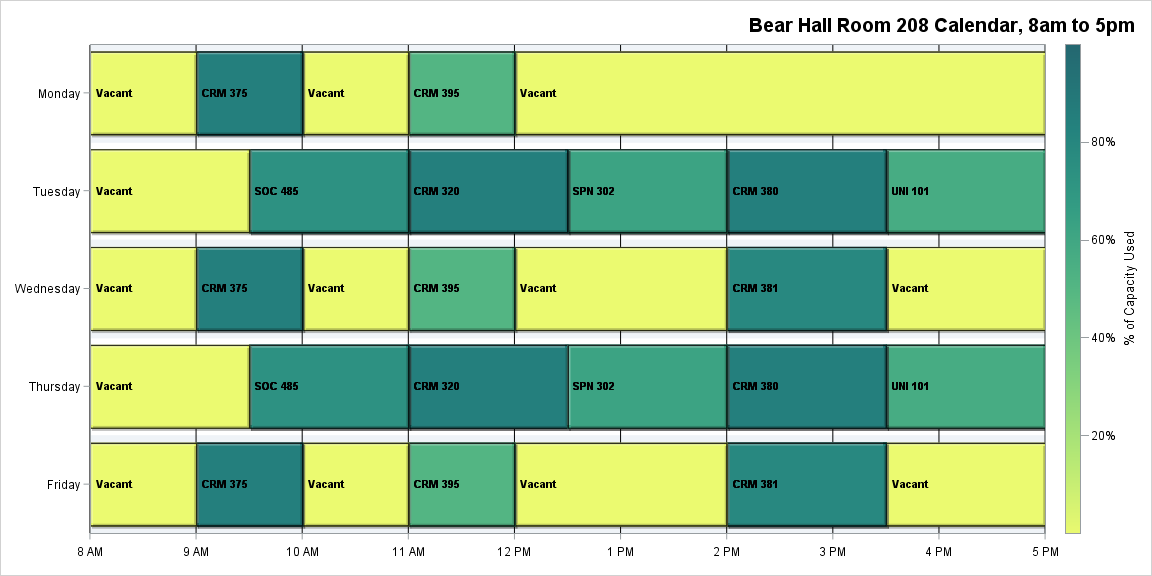 Bear Hall Room 208 Calendar, 8am to 5pm
Monday
Vacant
CRM 375
Vacant
CRM 395
Vacant
Tuesday
Vacant
SOC 485
CRM 320
SPN 302
CRM 380
UNI 101
Wednesday
Vacant
CRM 375
Vacant
CRM 395
Vacant
CRM 381
Vacant
Thursday
Vacant
SOC 485
CRM 320
SPN 302
CRM 380
UNI 101
Friday
Vacant
CRM 375
Vacant
CRM 395
Vacant
CRM 381
Vacant
8 AM
9 AM
10 AM
11 AM
12 PM
1 PM
2 PM
3 PM
4 PM
5 PM
80%
60%
40%
20%
% of Capacity Used